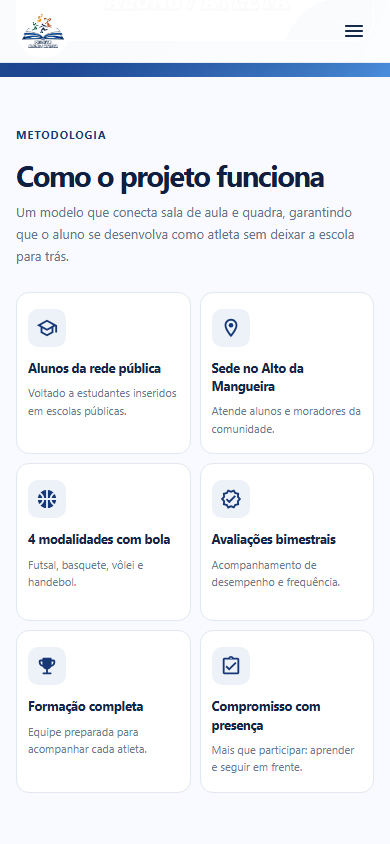 METODOLOGIA
Como o projeto funciona
Um modelo que conecta sala de aula e quadra, garantindo
que o aluno se desenvolva como atleta sem deixar a escola
para trás.
Alunos da rede pública
Voltado a estudantes inseridos
em escolas públicas.
Sede no Alto da
Mangueira
Atende alunos e moradores da
comunidade.
4 modalidades com bola
Futsal, basquete, vôlei e
handebol.
Avaliações bimestrais
Acompanhamento de
desempenho e frequência.
Formação completa
Equipe preparada para
acompanhar cada atleta.
Compromisso com
presença
Mais que participar: aprender
e seguir em frente.